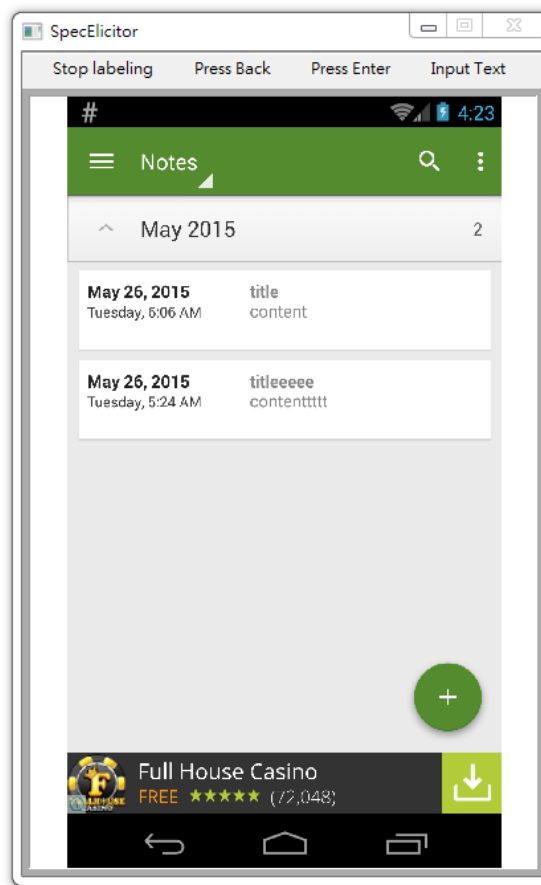 SpecElicitor
Stop labeling Press Back Press Enter Input Text
# 4:23
Notes
May 2015 2
May 26, 2015 title
Tuesday, 6:06 AM content
May 26, 2015 titleeeee
Tuesday, 5:24 AM contenttttt
+
Full House Casino
FREE ★★★★★ (72,048)